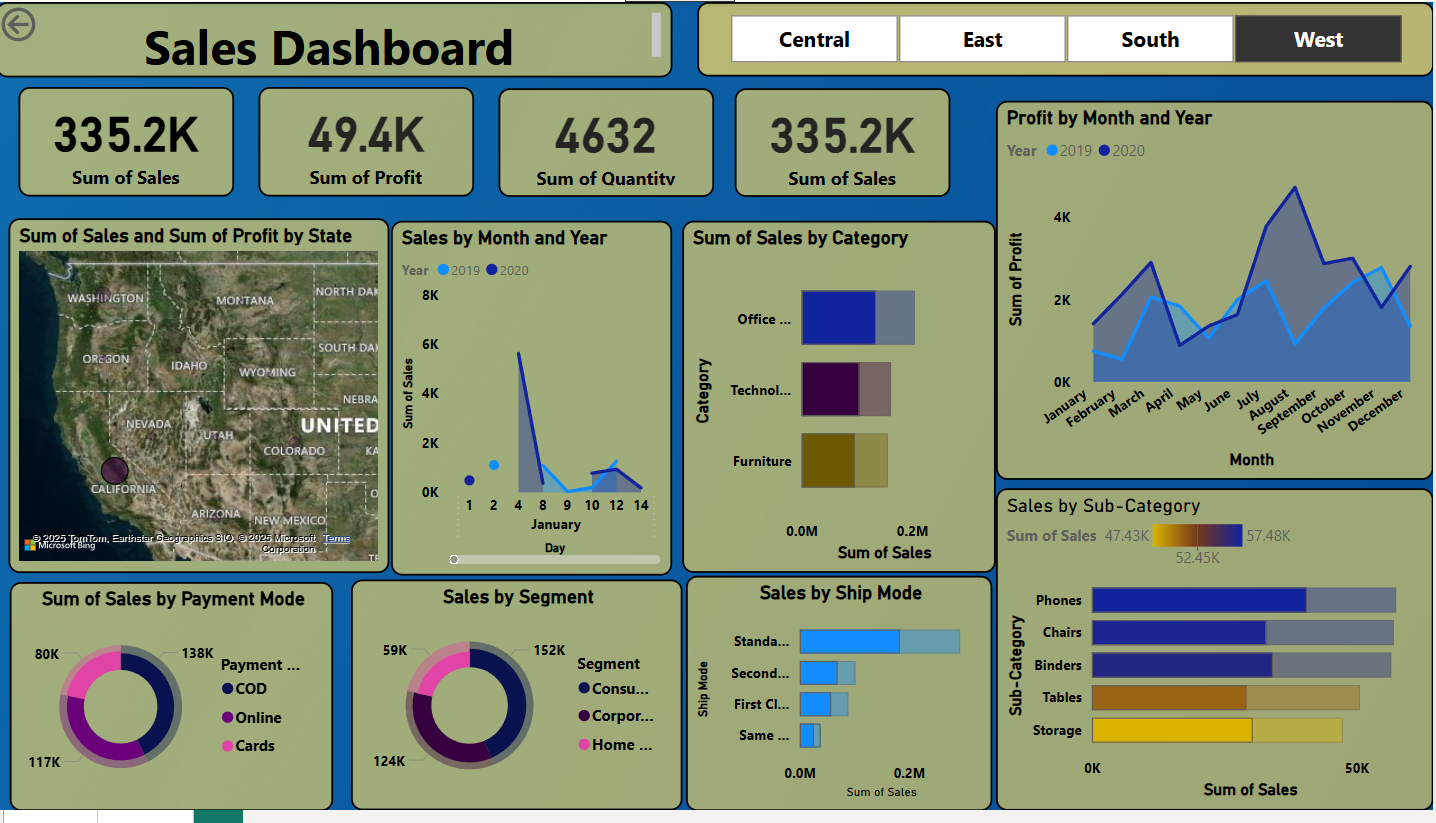 Sales Dashboard
Central
East
South
West
335.2K
Sum of Sales
49.4K
Sum of Profit
4632
Sum of Quantity
335.2K
Sum of Sales
Profit by Month and Year
Year 2019 2020
4K
2K
0K
Sum of Profit
January
February
March
April
May
June
July
August
September
October
November
December
Month
Sum of Sales and Sum of Profit by State
WASHINGTON
MONTANA
NORTH DAK
OREGON
IDAHO
SOUTH DAK
WYOMING
NEBRA
NEVADA
UNITED
UTAH
COLORADO
KA
CALIFORNIA
ARIZONA
NEW MEXICO
O
TE
© 2025 TomTom, Earthstar Geographics SIO, © 2025 Microsoft Corporation Terms
Microsoft Bing
Sales by Month and Year
Year 2019 2020
8K
6K
4K
2K
0K
Sum of Sales
1 2 4 8 9 10 12 14
January
Day
Sum of Sales by Category
Category
Office ...
Technol...
Furniture
0.0M 0.2M
Sum of Sales
Sales by Sub-Category
Sum of Sales 47.43K 57.48K
52.45K
Sub-Category
Phones
Chairs
Binders
Tables
Storage
0K 50K
Sum of Sales
Sum of Sales by Payment Mode
80K
138K
117K
Payment ...
COD
Online
Cards
Sales by Segment
59K
152K
124K
Segment
Consu...
Corpor...
Home ...
Sales by Ship Mode
Ship Mode
Standa...
Second...
First Cl...
Same ...
0.0M 0.2M
Sum of Sales